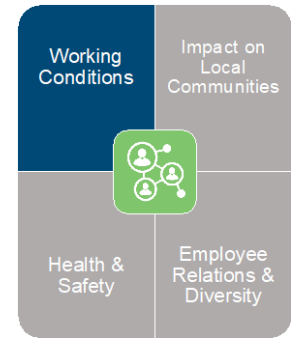 Working
Conditions
Impact on
Local
Communities
Health &
Safety
Employee
Relations &
Diversity